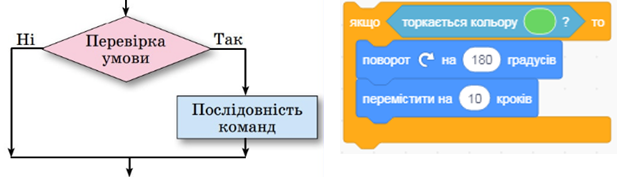 Ні
Перевірка
умови
Так
Послідовність
команд
якщо торкається кольору ? то
поворот на 180 градусів
перемістити на 10 кроків